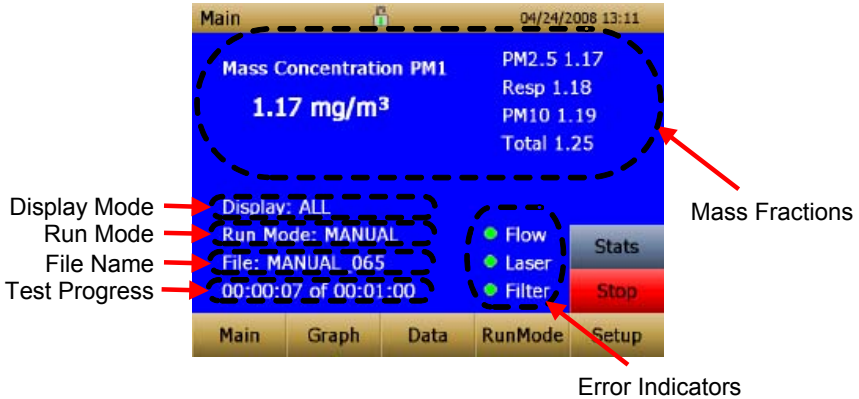 Main
04/24/2008 13:11
Mass Concentration PM1
1.17 mg/m³
PM2.5 1.17
Resp 1.18
PM10 1.19
Total 1.25
Mass Fractions
Display Mode
Display: ALL
Run Mode
Run Mode: MANUAL
File Name
File: MANUAL_065
Test Progress
00:00:07 of 00:01:00
Flow
Laser
Filter
Stats
Stop
Main Graph Data RunMode Setup
Error Indicators